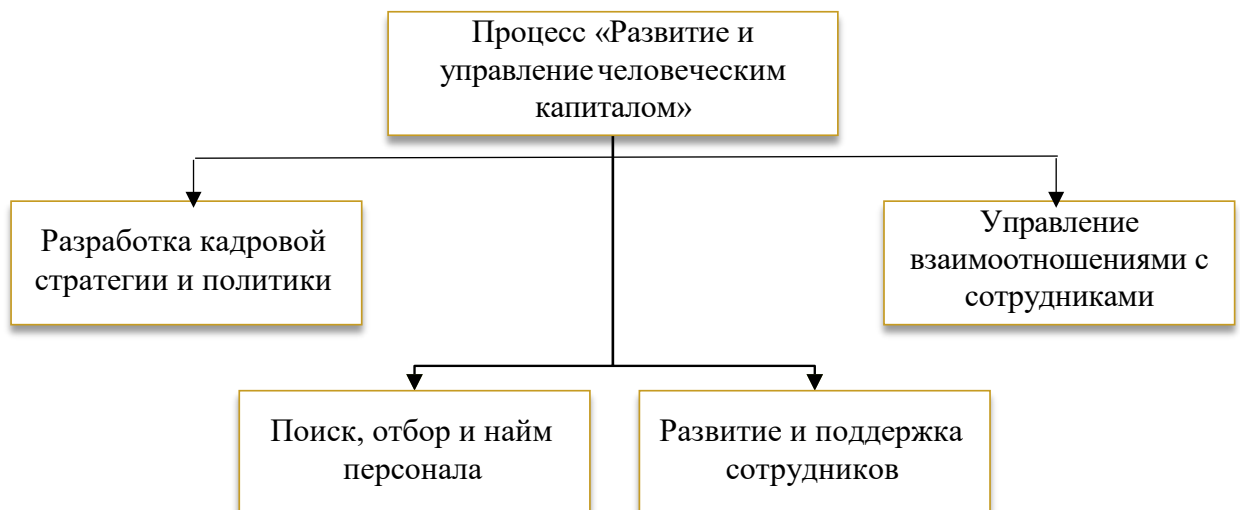 Процесс «Развитие и
управление человеческим
капиталом»
Разработка кадровой
стратегии и политики
Управление
взаимоотношениями с
сотрудниками
Поиск, отбор и найм
персонала
Развитие и поддержка
сотрудников